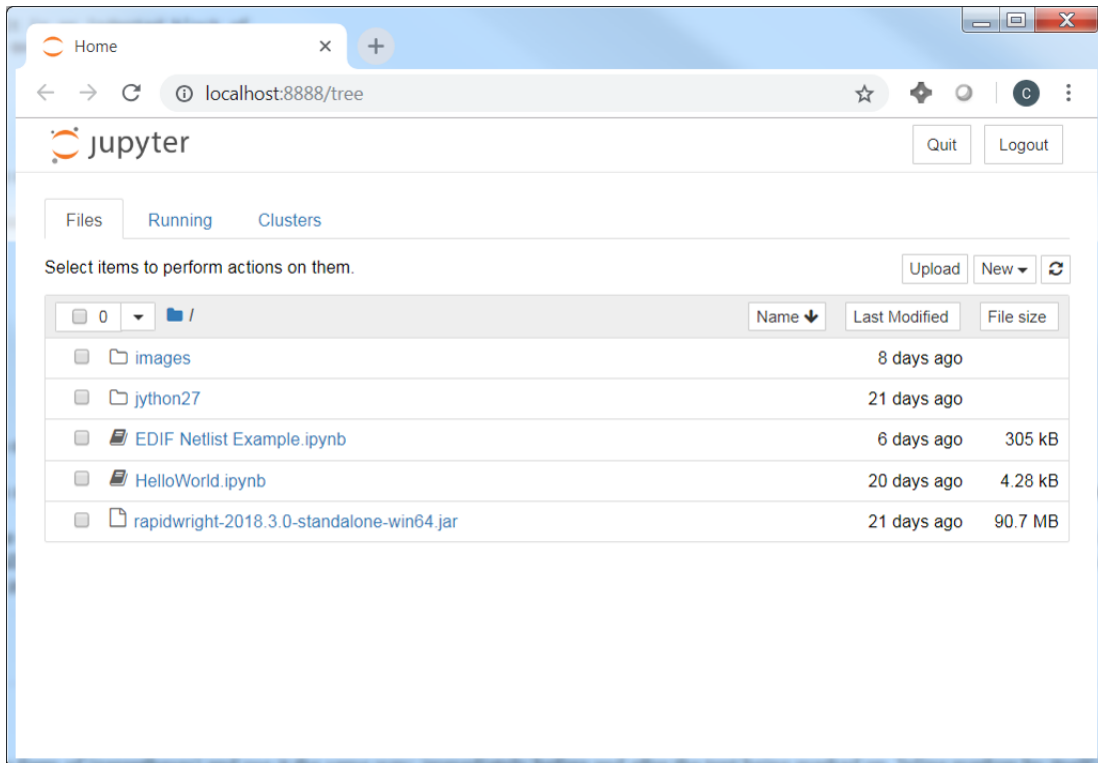 Home
localhost:8888/tree
C
jupyter
Quit Logout
Files Running Clusters
Select items to perform actions on them.
Upload New
0 / Name Last Modified File size
images 8 days ago
jython27 21 days ago
EDIF Netlist Example.ipynb 6 days ago 305 kB
HelloWorld.ipynb 20 days ago 4.28 kB
rapidwright-2018.3.0-standalone-win64.jar 21 days ago 90.7 MB